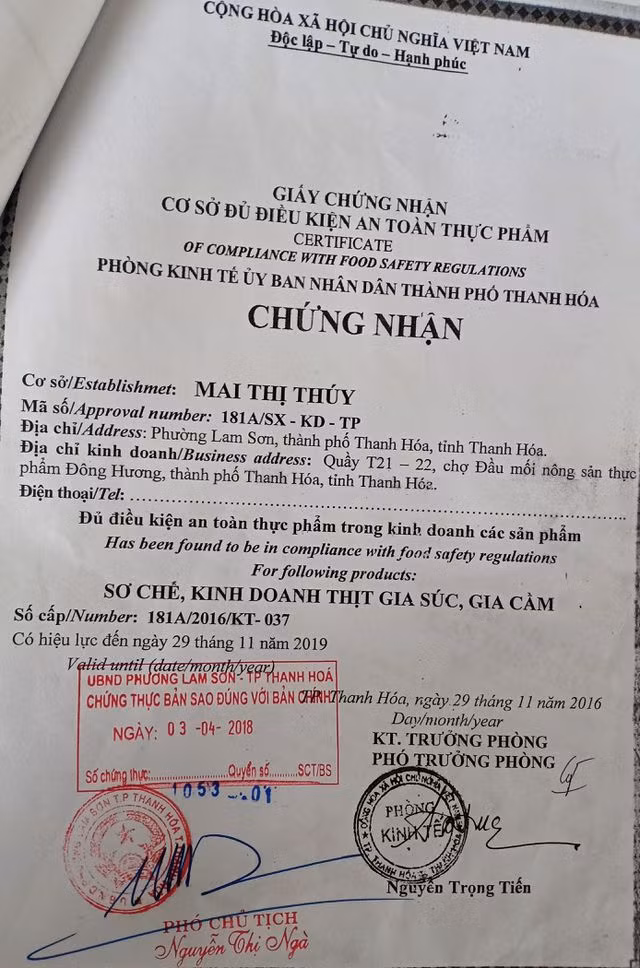 CỘNG HÒA XÃ HỘI CHỦ NGHĨA VIỆT NAM
Độc lập – Tự do – Hạnh phúc
GIẤY CHỨNG NHẬN
CƠ SỞ ĐỦ ĐIỀU KIỆN AN TOÀN THỰC PHẨM
CERTIFICATE
OF COMPLIANCE WITH FOOD SAFETY REGULATIONS
PHÒNG KINH TẾ ỦY BAN NHÂN DÂN THÀNH PHỐ THANH HÓA
CHỨNG NHẬN
Cơ sở/Establishmet: MAI THỊ THÚY
Mã số/Approval number: 181A/SX - KD - TP
Địa chỉ/Address: Phường Lam Sơn, thành phố Thanh Hóa, tỉnh Thanh Hóa.
Địa chỉ kinh doanh/Business address: Quầy T21 – 22, chợ Đầu mối nông sản thực
phẩm Đông Hương, thành phố Thanh Hóa, tỉnh Thanh Hóa.
Điện thoại/Tel: ...............................................................
Đủ điều kiện an toàn thực phẩm trong kinh doanh các sản phẩm
Has been found to be in compliance with food safety regulations
For following products:
SƠ CHẾ, KINH DOANH THỊT GIA SÚC, GIA CẦM
Số cấp/Number: 181A/2016/KT- 037
Có hiệu lực đến ngày 29 tháng 11 năm 2019
Valid until (date/month/year)
UBND PHƯỜNG LAM SƠN - TP THANH HOÁ
CHỨNG THỰC BẢN SAO ĐÚNG VỚI BẢN CHÍNH
NGÀY: 03 -04- 2018
Số chứng thực:..................Quyển số.........SCT/BS
1053 -01
TP. Thanh Hóa, ngày 29 tháng 11 năm 2016
Day/month/year
KT. TRƯỞNG PHÒNG
PHÓ TRƯỞNG PHÒNG
PHÒNG
KINH TẾ
Nguyễn Trọng Tiến
PHÓ CHỦ TỊCH
Nguyễn Thị Ngà